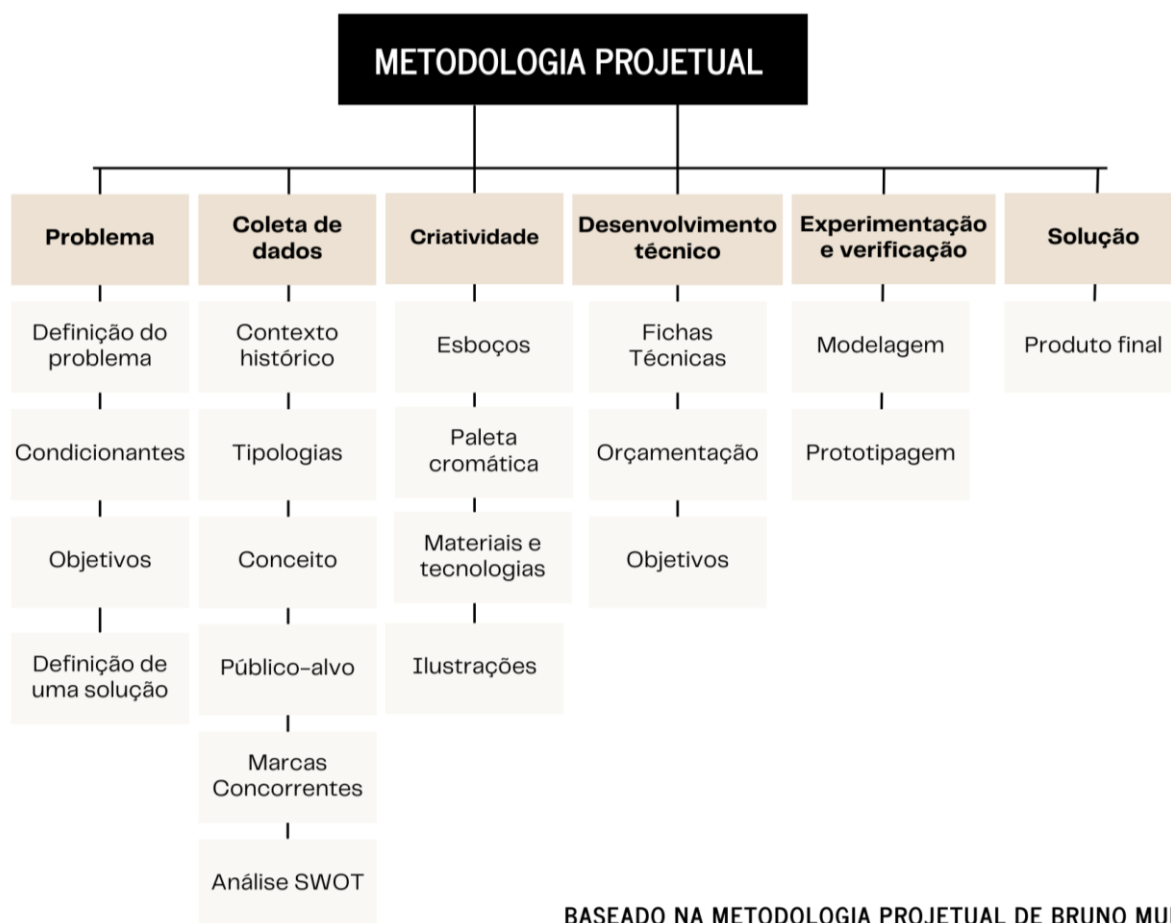 METODOLOGIA PROJETUAL
Problema
Definição do
problema
Condicionantes
Objetivos
Definição de
uma solução
Coleta de
dados
Contexto
histórico
Tipologias
Conceito
Público-alvo
Marcas
Concorrentes
Análise SWOT
Criatividade
Esboços
Paleta
cromática
Materiais e
tecnologias
Ilustrações
Desenvolvimento
técnico
Fichas
Técnicas
Orçamentação
Objetivos
Experimentação
e verificação
Modelagem
Prototipagem
Solução
Produto final
BASEADO NA METODOLOGIA PROJETUAL DE BRUNO